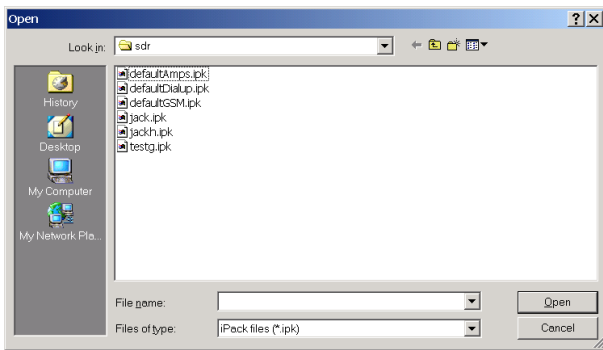 Open
Look in: sdr
History
Desktop
My Computer
My Network Pla...
defaultAmps.ipk
defaultDialup.ipk
defaultGSM.ipk
jack.ipk
jackh.ipk
testg.ipk
File name: Open
Files of type: iPack files (*.ipk) Cancel